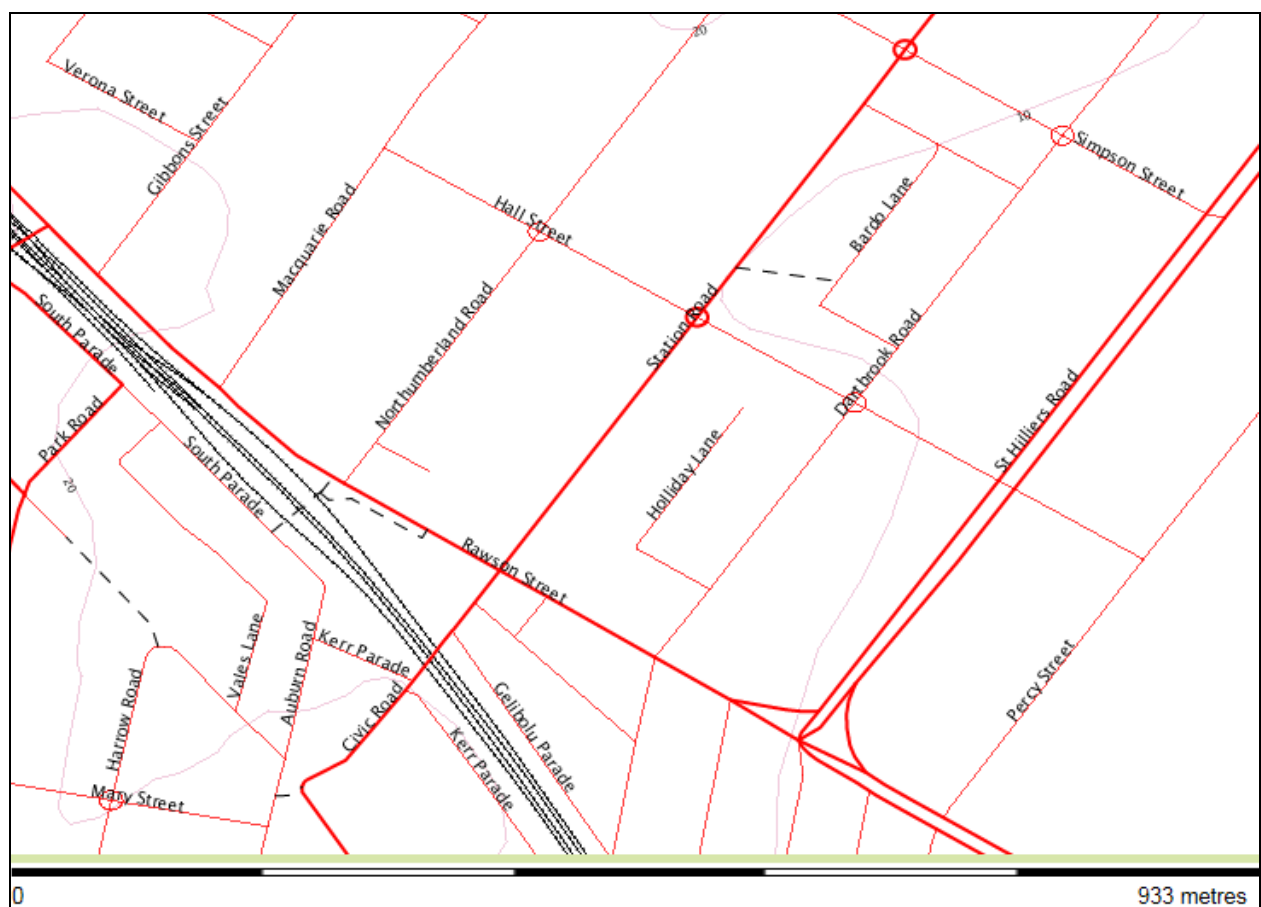 20
Verona Street
Gibbons Street
10
Simpson Street
Macquarie Road
Hall Street
Bardo Lane
South Parade
Northumberland Road
Station Road
Dartbrook Road
St Hilliers Road
Park Road
South Parade
20
Holliday Lane
Rawson Street
Vales Lane
Auburn Road
Kerr Parade
Harrow Road
Civic Road
Gelibolu Parade
Kerr Parade
Percy Street
Mary Street
0
933 metres